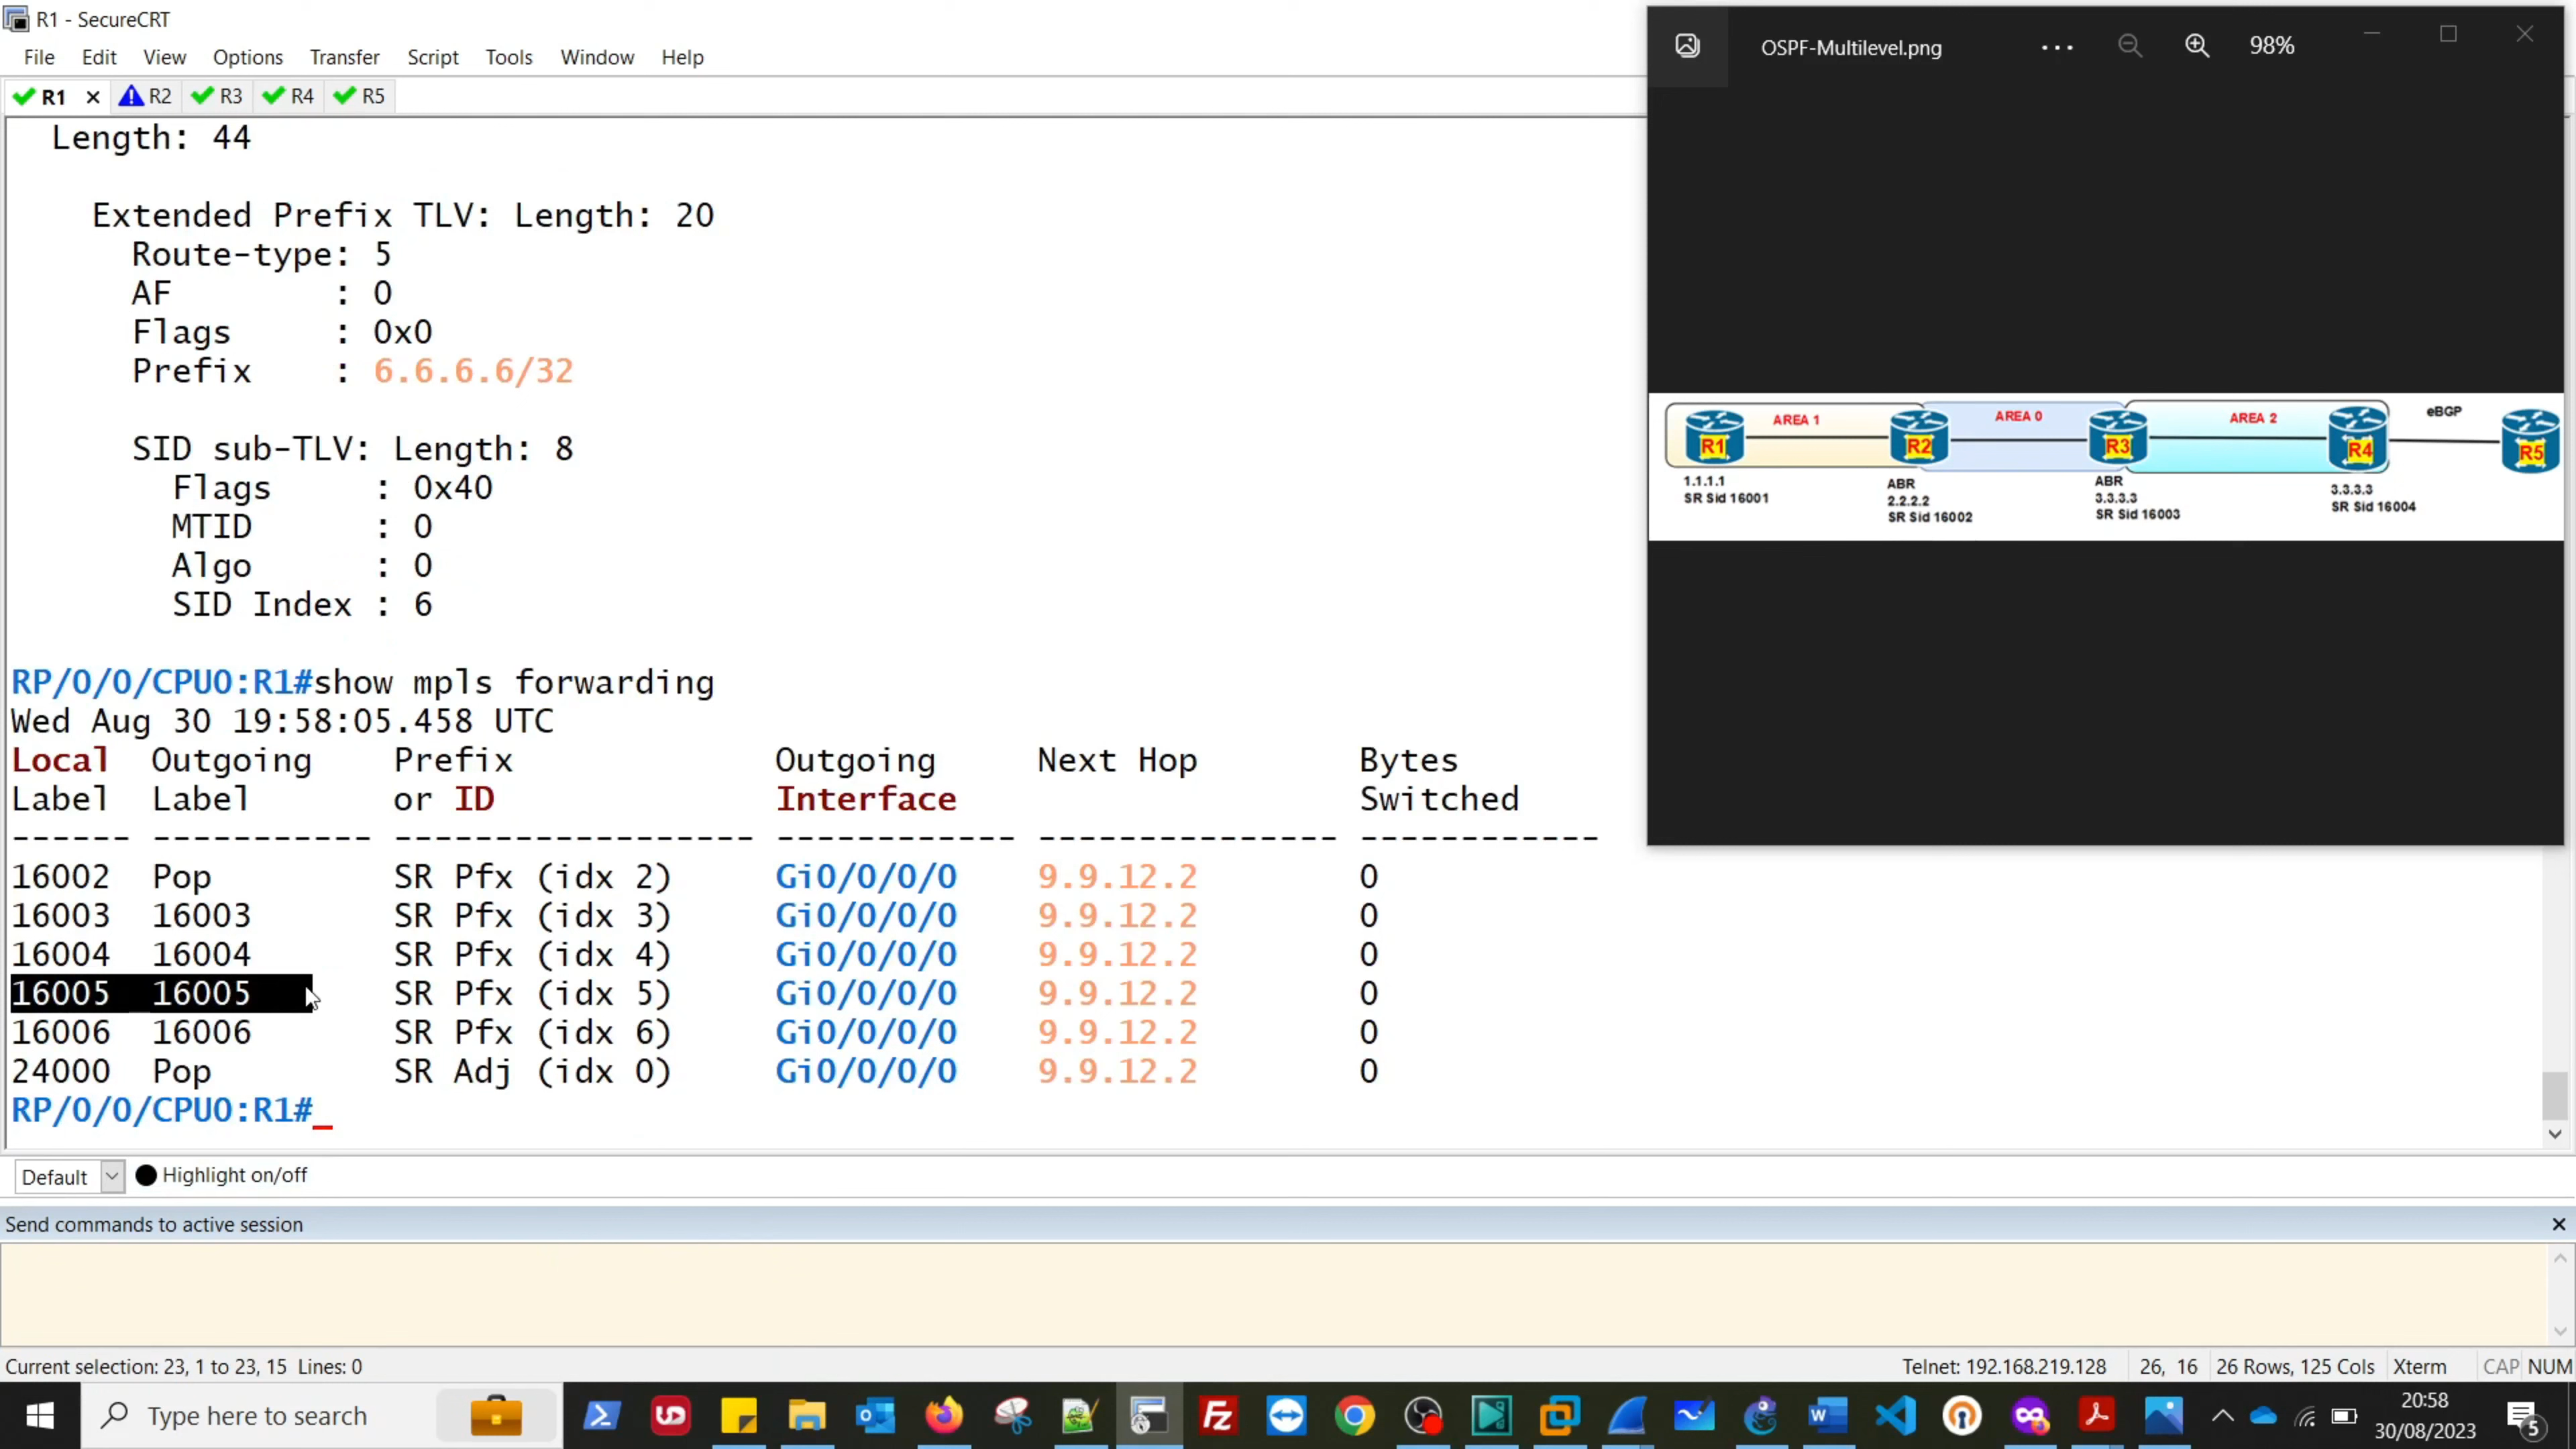 R1 - SecureCRT
File Edit View Options Transfer Script Tools Window Help
R1 × R2 R3 R4 R5
Length: 44
Extended Prefix TLV: Length: 20
Route-type: 5
AF : 0
Flags : 0x0
Prefix : 6.6.6.6/32
SID sub-TLV: Length: 8
Flags : 0x40
MTID : 0
Algo : 0
SID Index : 6
RP/0/0/CPU0:R1#show mpls forwarding
Wed Aug 30 19:58:05.458 UTC
Local Outgoing Prefix Outgoing Next Hop Bytes
Label Label or ID Interface Switched
------ ----------- ------------------ ------------ --------------- ------------
16002 Pop SR Pfx (idx 2) Gi0/0/0/0 9.9.12.2 0
16003 16003 SR Pfx (idx 3) Gi0/0/0/0 9.9.12.2 0
16004 16004 SR Pfx (idx 4) Gi0/0/0/0 9.9.12.2 0
16005 16005 SR Pfx (idx 5) Gi0/0/0/0 9.9.12.2 0
16006 16006 SR Pfx (idx 6) Gi0/0/0/0 9.9.12.2 0
24000 Pop SR Adj (idx 0) Gi0/0/0/0 9.9.12.2 0
RP/0/0/CPU0:R1#_
OSPF-Multilevel.png ... 98%
AREA 1 AREA 0 AREA 2 eBGP
R1 R2 R3 R4 R5
1.1.1.1
SR Sid 16001
ABR
2.2.2.2
SR Sid 16002
ABR
3.3.3.3
SR Sid 16003
3.3.3.3
SR Sid 16004
Default Highlight on/off
Send commands to active session ×
Current selection: 23, 1 to 23, 15 Lines: 0 Telnet: 192.168.219.128 26, 16 26 Rows, 125 Cols Xterm CAP NUM
Type here to search
20:58
30/08/2023
5